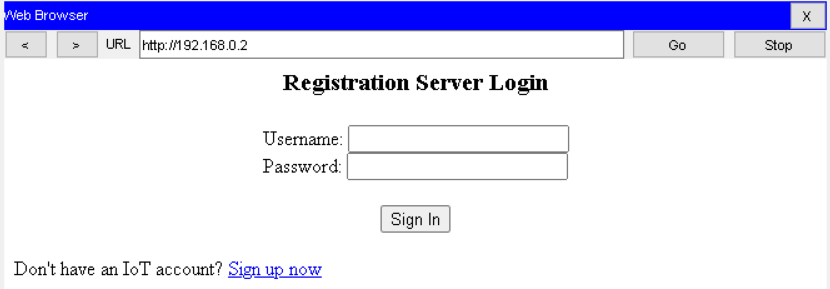 Web Browser X
< > URL http://192.168.0.2 Go Stop
Registration Server Login
Username:
Password:
Sign In
Don't have an IoT account? Sign up now